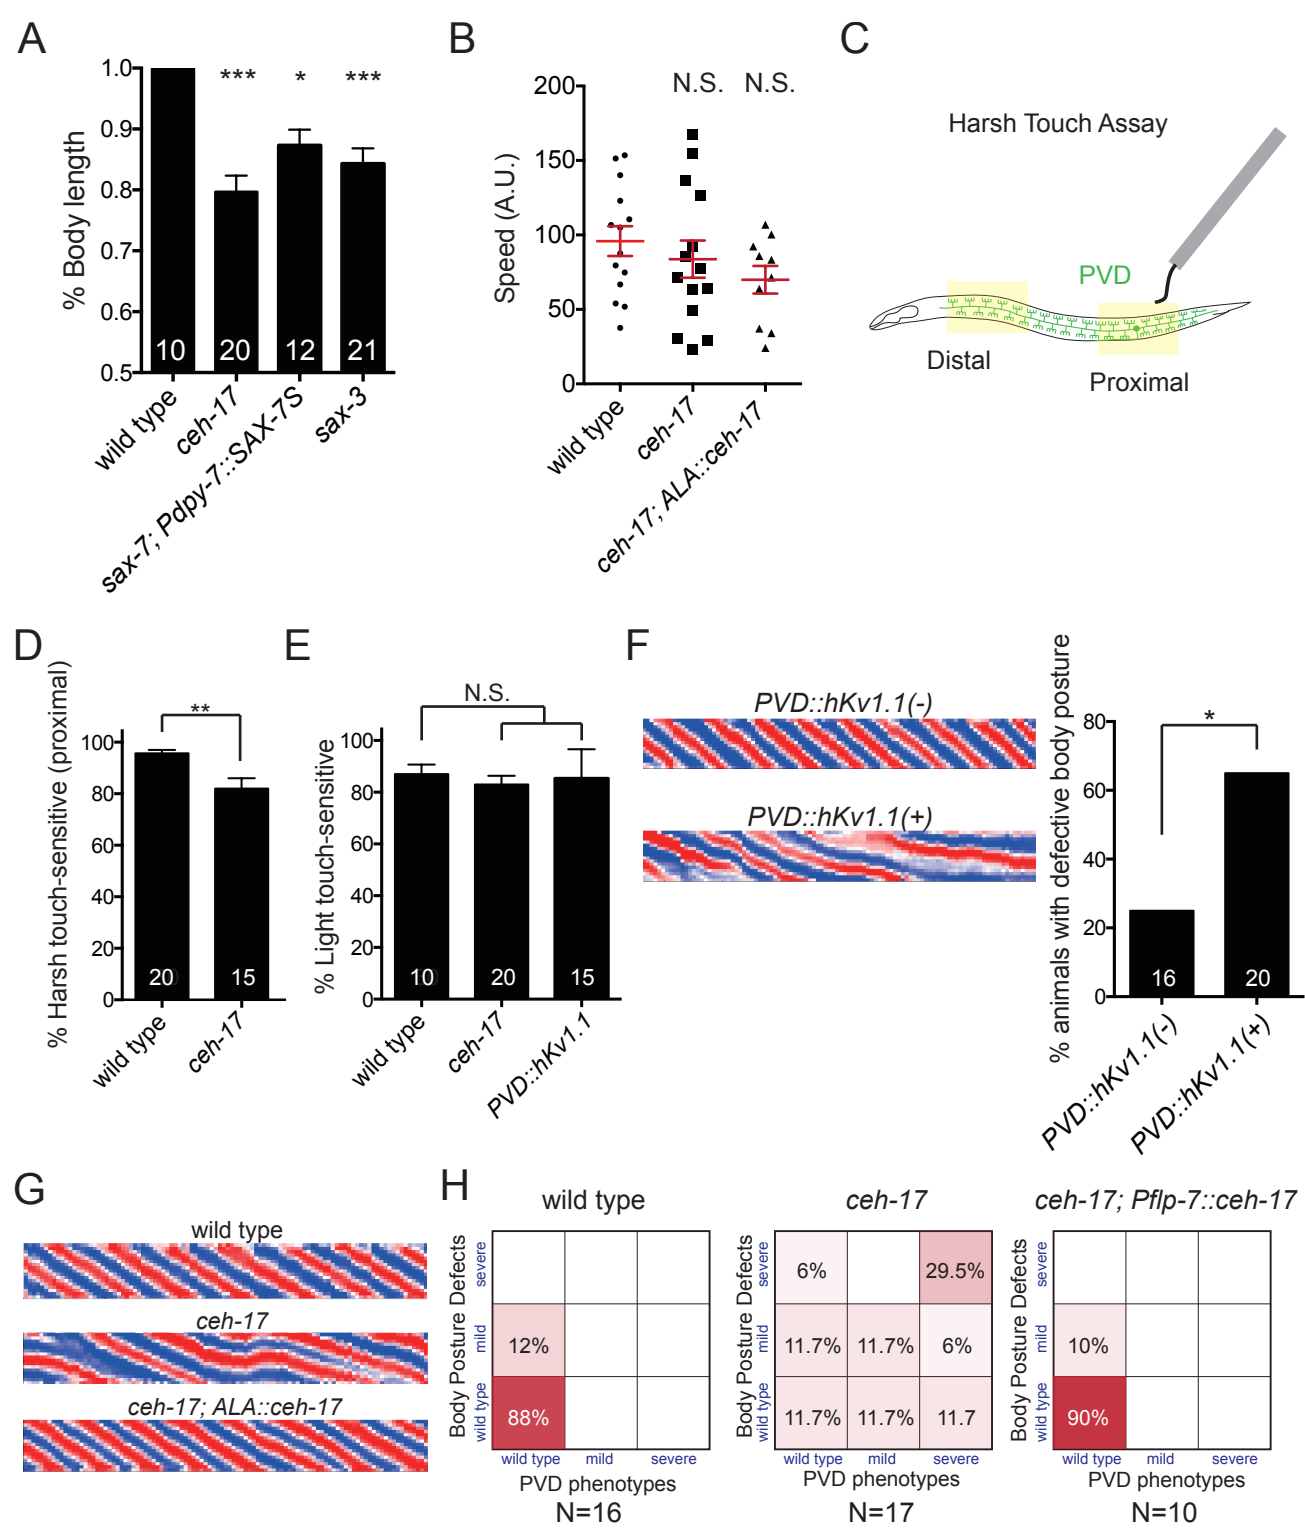 A
% Body length
1.0
0.9
0.8
0.7
0.6
0.5
***
*
***
10
20
12
21
wild type
ceh-17
sax-7; Pdpy-7::SAX-7S
sax-3
B
Speed (A.U.)
200
150
100
50
0
N.S.
N.S.
wild type
ceh-17
ceh-17; ALA::ceh-17
C
Harsh Touch Assay
PVD
Distal
Proximal
D
% Harsh touch-sensitive (proximal)
100
80
60
40
20
0
**
20
15
wild type
ceh-17
E
% Light touch-sensitive
100
80
60
40
20
0
N.S.
10
20
15
wild type
ceh-17
PVD::hKv1.1
F
PVD::hKv1.1(-)
PVD::hKv1.1(+)
% animals with defective body posture
80
60
40
20
0
*
16
20
PVD::hKv1.1(-)
PVD::hKv1.1(+)
G
wild type
ceh-17
ceh-17; ALA::ceh-17
H
wild type
Body Posture Defects
severe
mild
wild type
12%
88%
wild type
mild
severe
PVD phenotypes
N=16
ceh-17
Body Posture Defects
severe
mild
wild type
6%
29.5%
11.7%
11.7%
6%
11.7%
11.7%
11.7
wild type
mild
severe
PVD phenotypes
N=17
ceh-17; Pflp-7::ceh-17
Body Posture Defects
severe
mild
wild type
10%
90%
wild type
mild
severe
PVD phenotypes
N=10